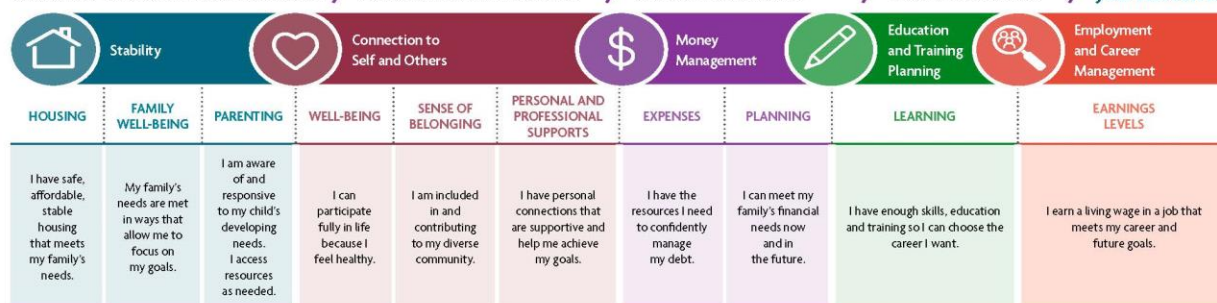 Stability
Connection to
Self and Others
$
Money
Management
Education
and Training
Planning
Employment
and Career
Management
HOUSING
FAMILY
WELL-BEING
PARENTING
WELL-BEING
SENSE OF
BELONGING
PERSONAL AND
PROFESSIONAL
SUPPORTS
EXPENSES
PLANNING
LEARNING
EARNINGS
LEVELS
I have safe,
affordable,
stable
housing
that meets
my family's
needs.
My family's
needs are met
in ways that
allow me to
focus on
my goals.
I am aware
of and
responsive
to my child's
developing
needs.
I access
resources
as needed.
I can
participate
fully in life
because I
feel healthy.
I am included
in and
contributing
to my diverse
community.
I have personal
connections that
are supportive and
help me achieve
my goals.
I have the
resources I need
to confidently
manage
my debt.
I can meet my
family's financial
needs now
and in
the future.
I have enough skills, education
and training so I can choose the
career I want.
I earn a living wage in a job that
meets my career and
future goals.